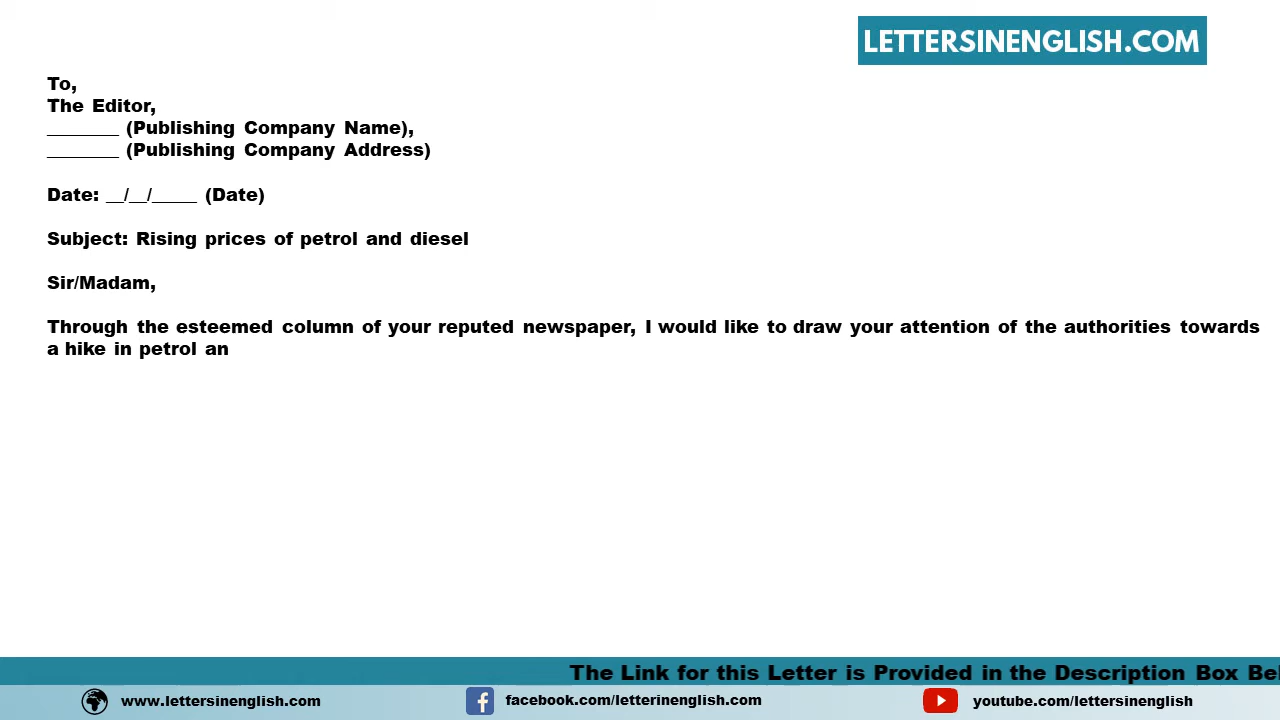 LETTERSINENGLISH.COM
To,
The Editor,
________ (Publishing Company Name),
________ (Publishing Company Address)
Date: __/__/_____ (Date)
Subject: Rising prices of petrol and diesel
Sir/Madam,
Through the esteemed column of your reputed newspaper, I would like to draw your attention of the authorities towards
a hike in petrol an
The Link for this Letter is Provided in the Description Box Bel
www.lettersinenglish.com facebook.com/letterinenglish.com youtube.com/lettersinenglish